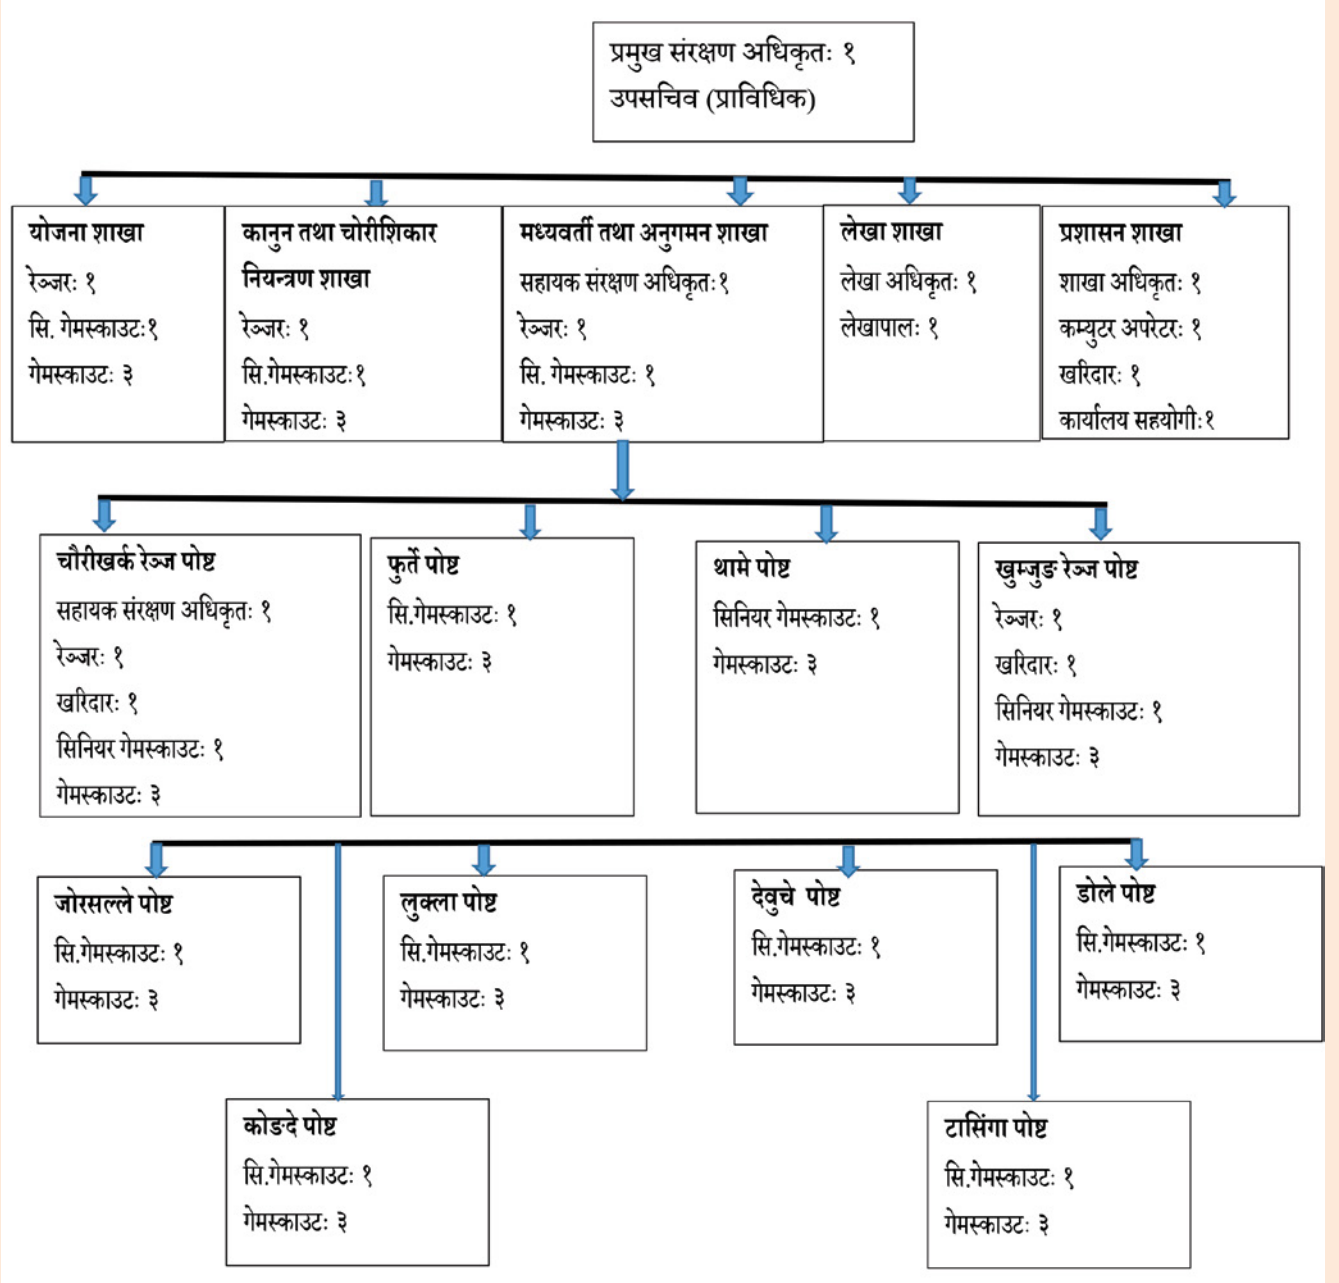 प्रमुख संरक्षण अधिकृतः १
उपसचिव (प्राविधिक)
योजना शाखा
रेञ्जरः १
सि. गेमस्काउटः१
गेमस्काउटः ३
कानुन तथा चोरीशिकार
नियन्त्रण शाखा
रेञ्जरः १
सि.गेमस्काउटः१
गेमस्काउटः ३
मध्यवर्ती तथा अनुगमन शाखा
सहायक संरक्षण अधिकृतः१
रेञ्जरः १
सि. गेमस्काउटः १
गेमस्काउटः ३
लेखा शाखा
लेखा अधिकृतः १
लेखापालः १
प्रशासन शाखा
शाखा अधिकृतः १
कम्युटर अपरेटरः १
खरिदारः १
कार्यालय सहयोगीः१
चौरीखर्क रेञ्ज पोष्ट
सहायक संरक्षण अधिकृतः १
रेञ्जरः १
खरिदारः १
सिनियर गेमस्काउटः १
गेमस्काउटः ३
फुर्ते पोष्ट
सि.गेमस्काउटः १
गेमस्काउटः ३
थामे पोष्ट
सिनियर गेमस्काउटः १
गेमस्काउटः ३
खुम्जुङ रेञ्ज पोष्ट
रेञ्जरः १
खरिदारः १
सिनियर गेमस्काउटः १
गेमस्काउटः ३
जोरसल्ले पोष्ट
सि.गेमस्काउटः १
गेमस्काउटः ३
लुक्ला पोष्ट
सि.गेमस्काउटः १
गेमस्काउटः ३
देवुचे पोष्ट
सि.गेमस्काउटः १
गेमस्काउटः ३
डोले पोष्ट
सि.गेमस्काउटः १
गेमस्काउटः ३
कोङदे पोष्ट
सि.गेमस्काउटः १
गेमस्काउटः ३
टासिंगा पोष्ट
सि.गेमस्काउटः १
गेमस्काउटः ३